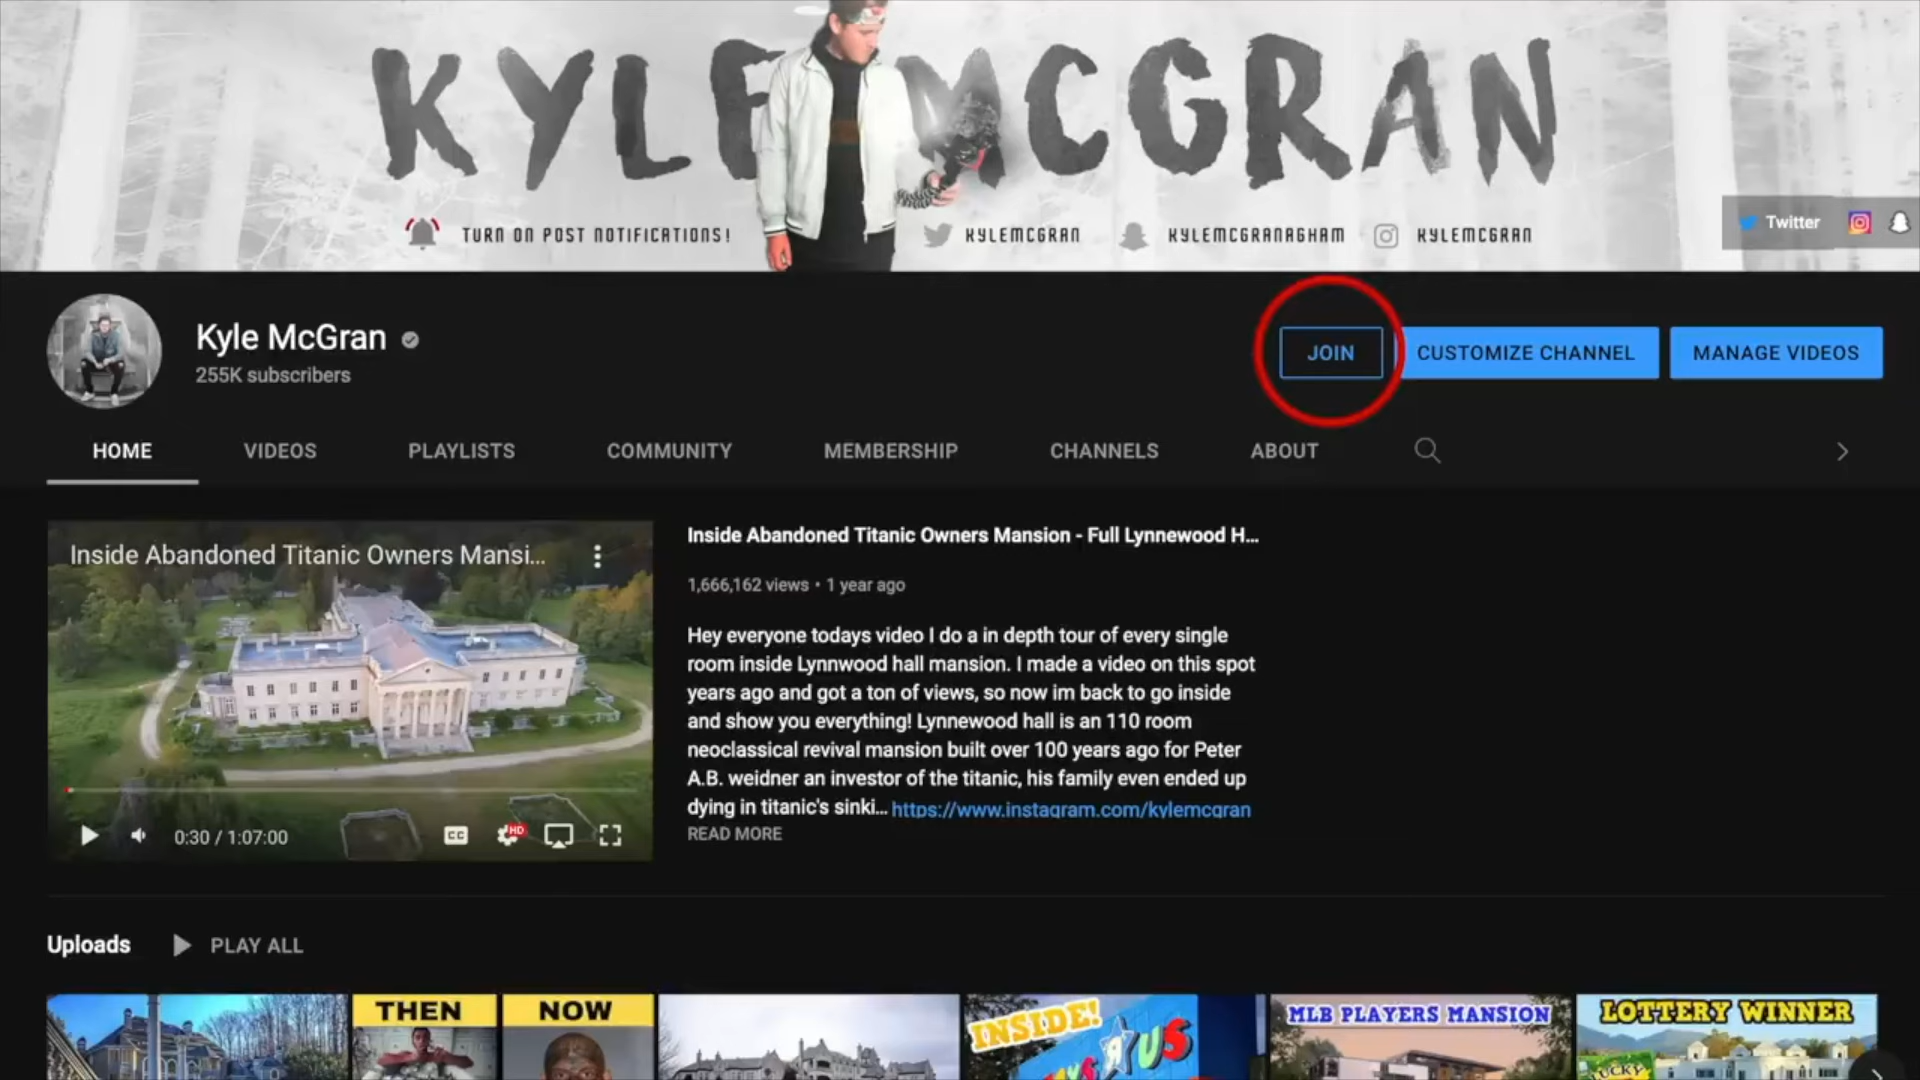 KYLE MCGRAN
TURN ON POST NOTIFICATIONS!
KYLEMCGRAN
KYLEMCGRANAGHAM
KYLEMCGRAN
Twitter
Kyle McGran
255K subscribers
JOIN
CUSTOMIZE CHANNEL
MANAGE VIDEOS
HOME
VIDEOS
PLAYLISTS
COMMUNITY
MEMBERSHIP
CHANNELS
ABOUT
Inside Abandoned Titanic Owners Mansi...
CC
HD
0:30 / 1:07:00
Inside Abandoned Titanic Owners Mansion - Full Lynnewood H...
1,666,162 views • 1 year ago
Hey everyone todays video I do a in depth tour of every single
room inside Lynnwood hall mansion. I made a video on this spot
years ago and got a ton of views, so now im back to go inside
and show you everything! Lynnewood hall is an 110 room
neoclassical revival mansion built over 100 years ago for Peter
A.B. weidner an investor of the titanic, his family even ended up
dying in titanic's sinki... https://www.instagram.com/kylemcgran
READ MORE
Uploads
PLAY ALL
THEN
NOW
INSIDE!
R US
MLB PLAYERS MANSION
LOTTERY WINNER
LUCKY